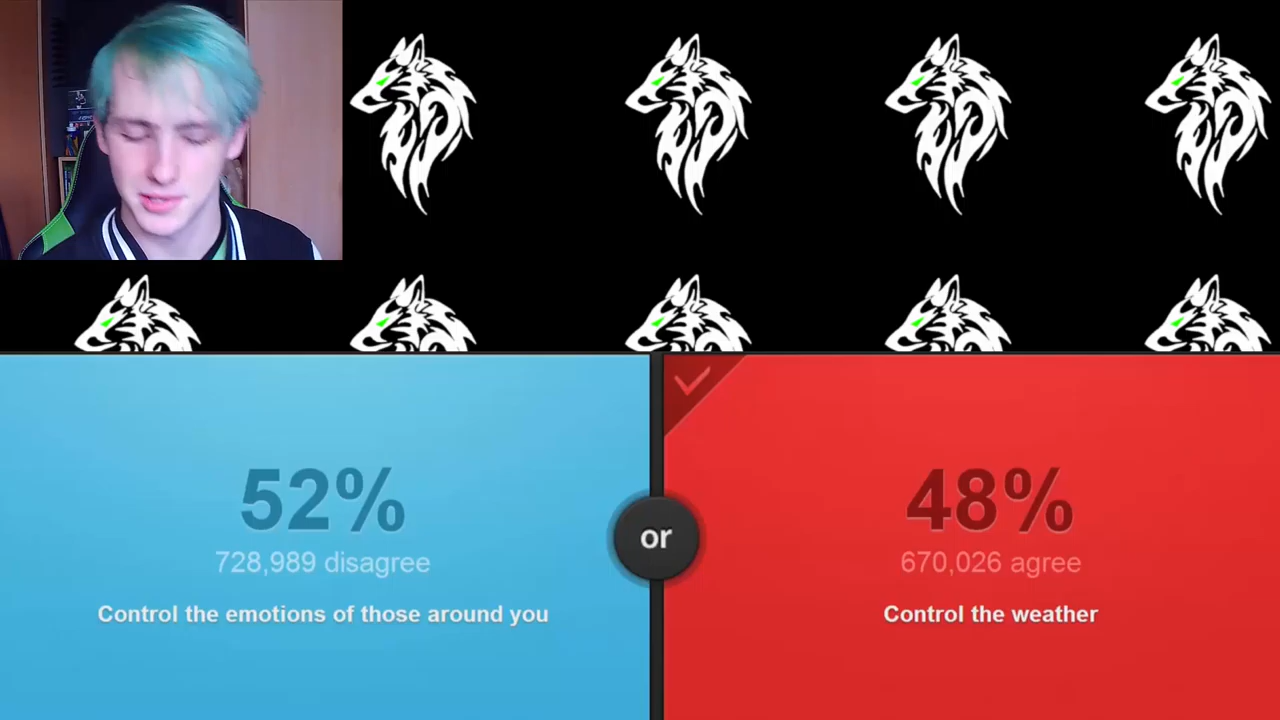 52%
728,989 disagree
Control the emotions of those around you
or
48%
670,026 agree
Control the weather